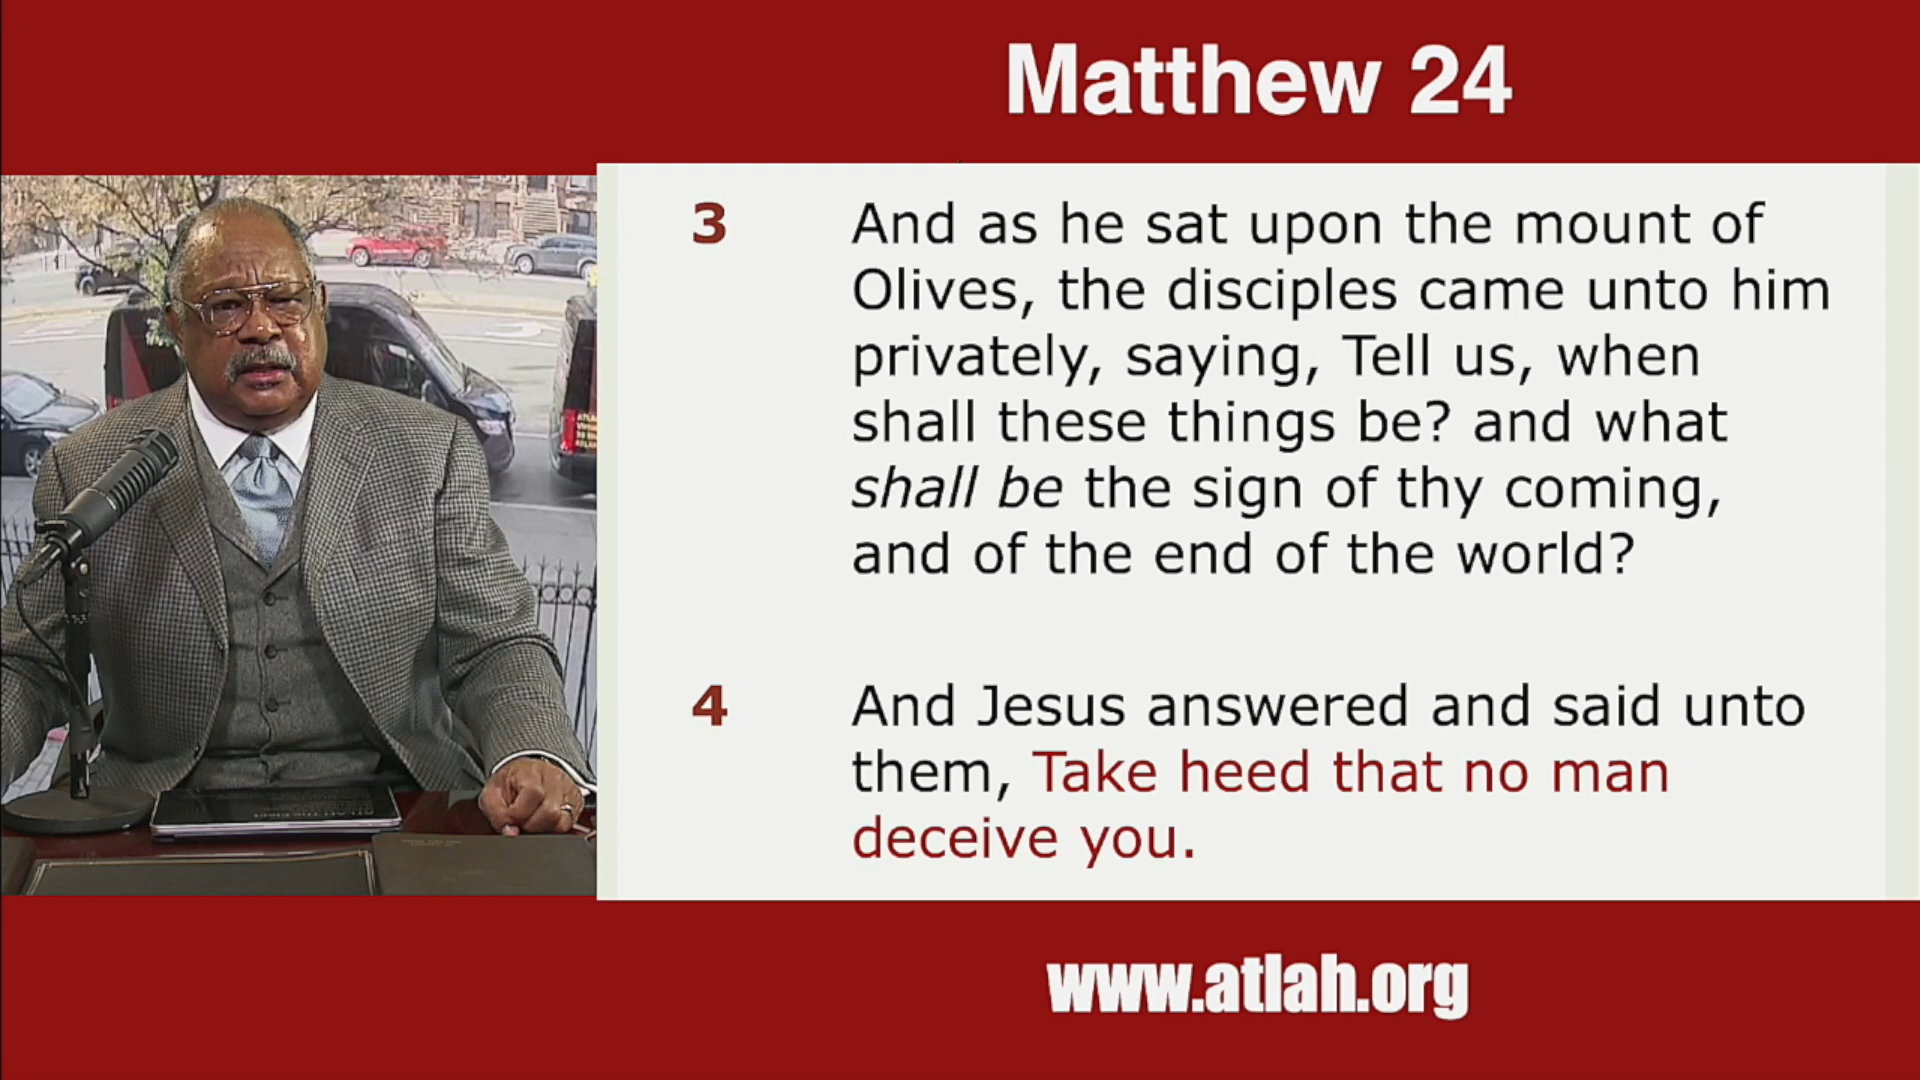 Matthew 24
3
And as he sat upon the mount of
Olives, the disciples came unto him
privately, saying, Tell us, when
shall these things be? and what
shall be the sign of thy coming,
and of the end of the world?
4
And Jesus answered and said unto
them, Take heed that no man
deceive you.
www.atlah.org